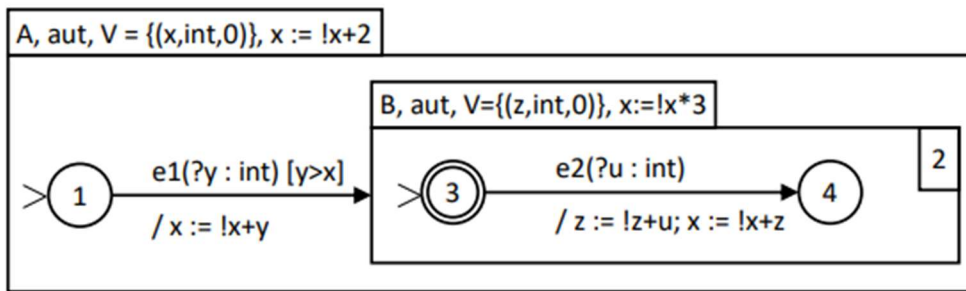 A, aut, V = {(x,int,0)}, x := !x+2
B, aut, V={(z,int,0)}, x:=!x*3
2
e1(?y : int) [y>x]
e2(?u : int)
1
3
4
/ x := !x+y
/ z := !z+u; x := !x+z